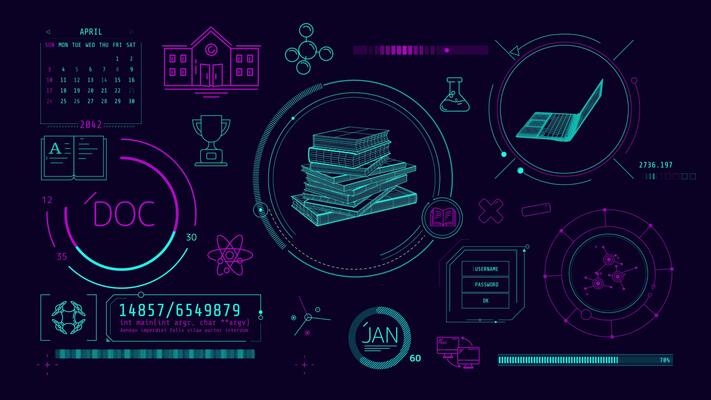 APRIL
SUN MON TUE WED THU FRI SAT
1 2
3 4 5 6 7 8 9
10 11 12 13 14 15 16
17 18 19 20 21 22 23
24 25 26 27 28 29 30
2042
A
12
DOC
35
30
14857/6549879
int main(int argc, char **argv)
Aenean imperdiet felis vitae auctor interdum
2736.197
USERNAME
PASSWORD
OK
JAN
60
70%